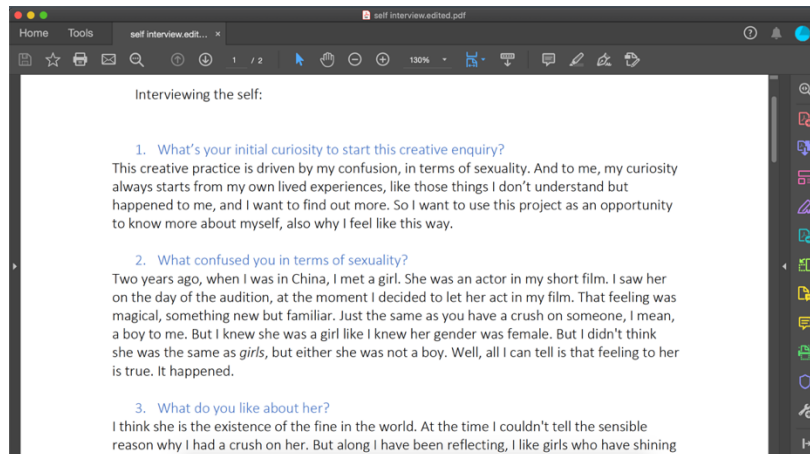 self interview.edited.pdf
Home Tools self interview.edit... ×
1 / 2 130%
Interviewing the self:
1. What's your initial curiosity to start this creative enquiry?
This creative practice is driven by my confusion, in terms of sexuality. And to me, my curiosity
always starts from my own lived experiences, like those things I don't understand but
happened to me, and I want to find out more. So I want to use this project as an opportunity
to know more about myself, also why I feel like this way.
2. What confused you in terms of sexuality?
Two years ago, when I was in China, I met a girl. She was an actor in my short film. I saw her
on the day of the audition, at the moment I decided to let her act in my film. That feeling was
magical, something new but familiar. Just the same as you have a crush on someone, I mean,
a boy to me. But I knew she was a girl like I knew her gender was female. But I didn't think
she was the same as girls, but either she was not a boy. Well, all I can tell is that feeling to her
is true. It happened.
3. What do you like about her?
I think she is the existence of the fine in the world. At the time I couldn't tell the sensible
reason why I had a crush on her. But along I have been reflecting, I like girls who have shining